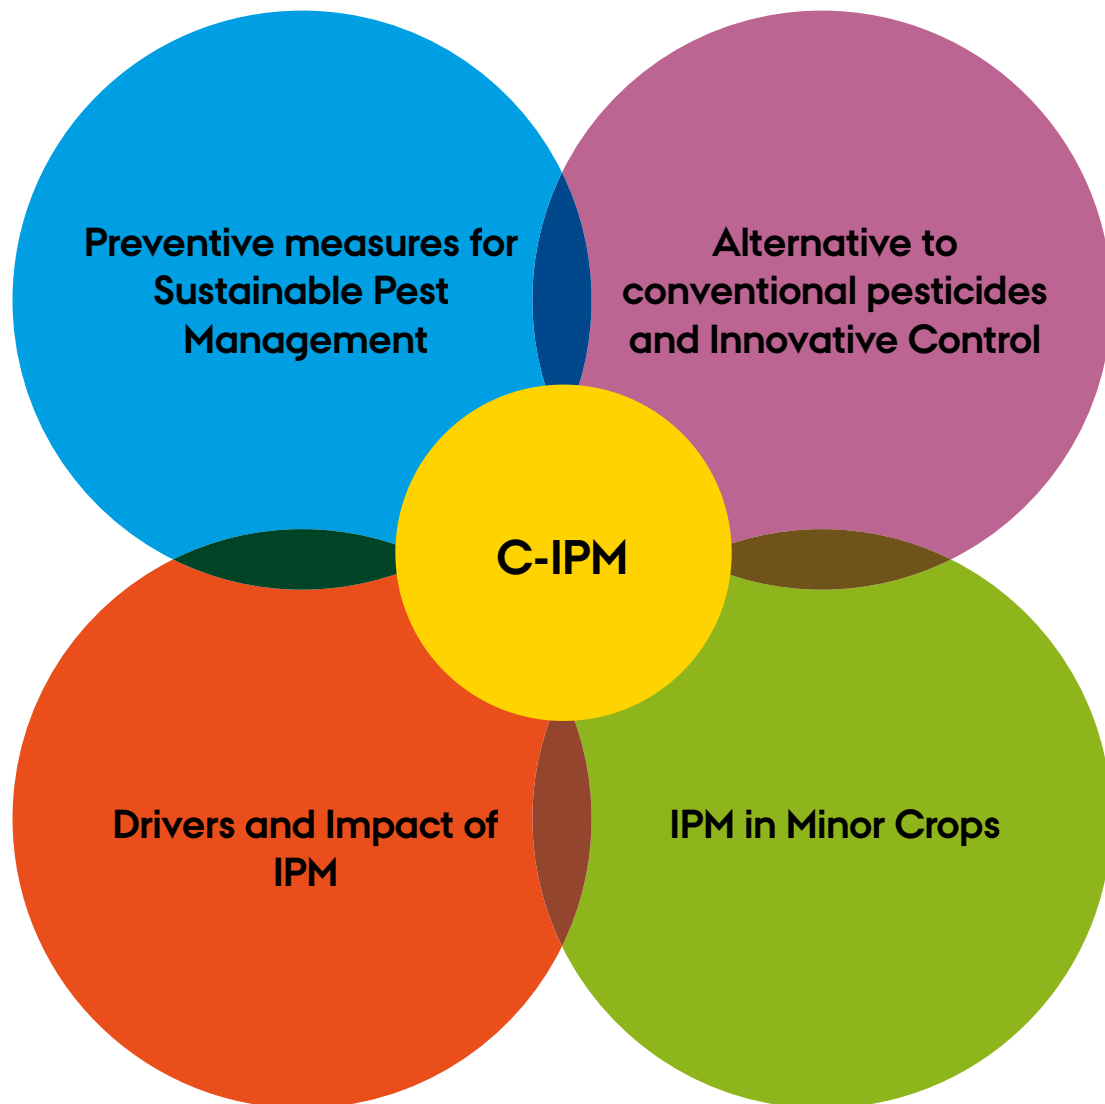 Preventive measures for
Sustainable Pest
Management
Alternative to
conventional pesticides
and Innovative Control
C-IPM
Drivers and Impact of
IPM
IPM in Minor Crops